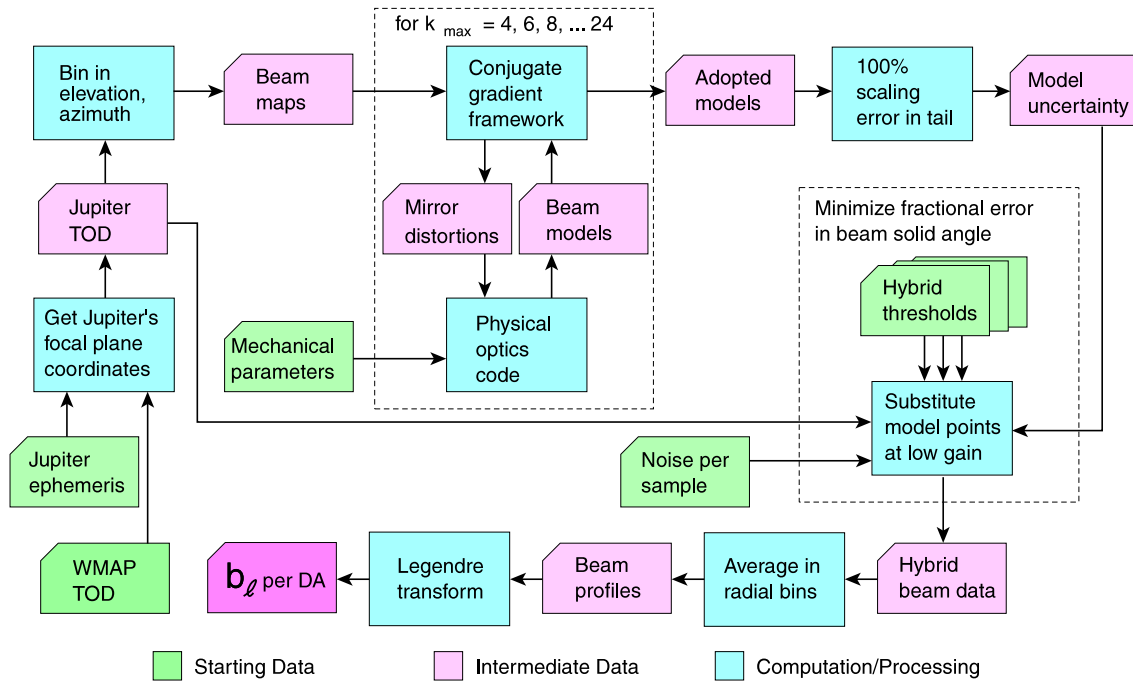 for k max = 4, 6, 8, ... 24
Bin in
elevation,
azimuth
Beam
maps
Conjugate
gradient
framework
Adopted
models
100%
scaling
error in tail
Model
uncertainty
Jupiter
TOD
Mirror
distortions
Beam
models
Minimize fractional error
in beam solid angle
Hybrid
thresholds
Get Jupiter's
focal plane
coordinates
Mechanical
parameters
Physical
optics
code
Substitute
model points
at low gain
Jupiter
ephemeris
Noise per
sample
WMAP
TOD
bℓ per DA
Legendre
transform
Beam
profiles
Average in
radial bins
Hybrid
beam data
Starting Data
Intermediate Data
Computation/Processing